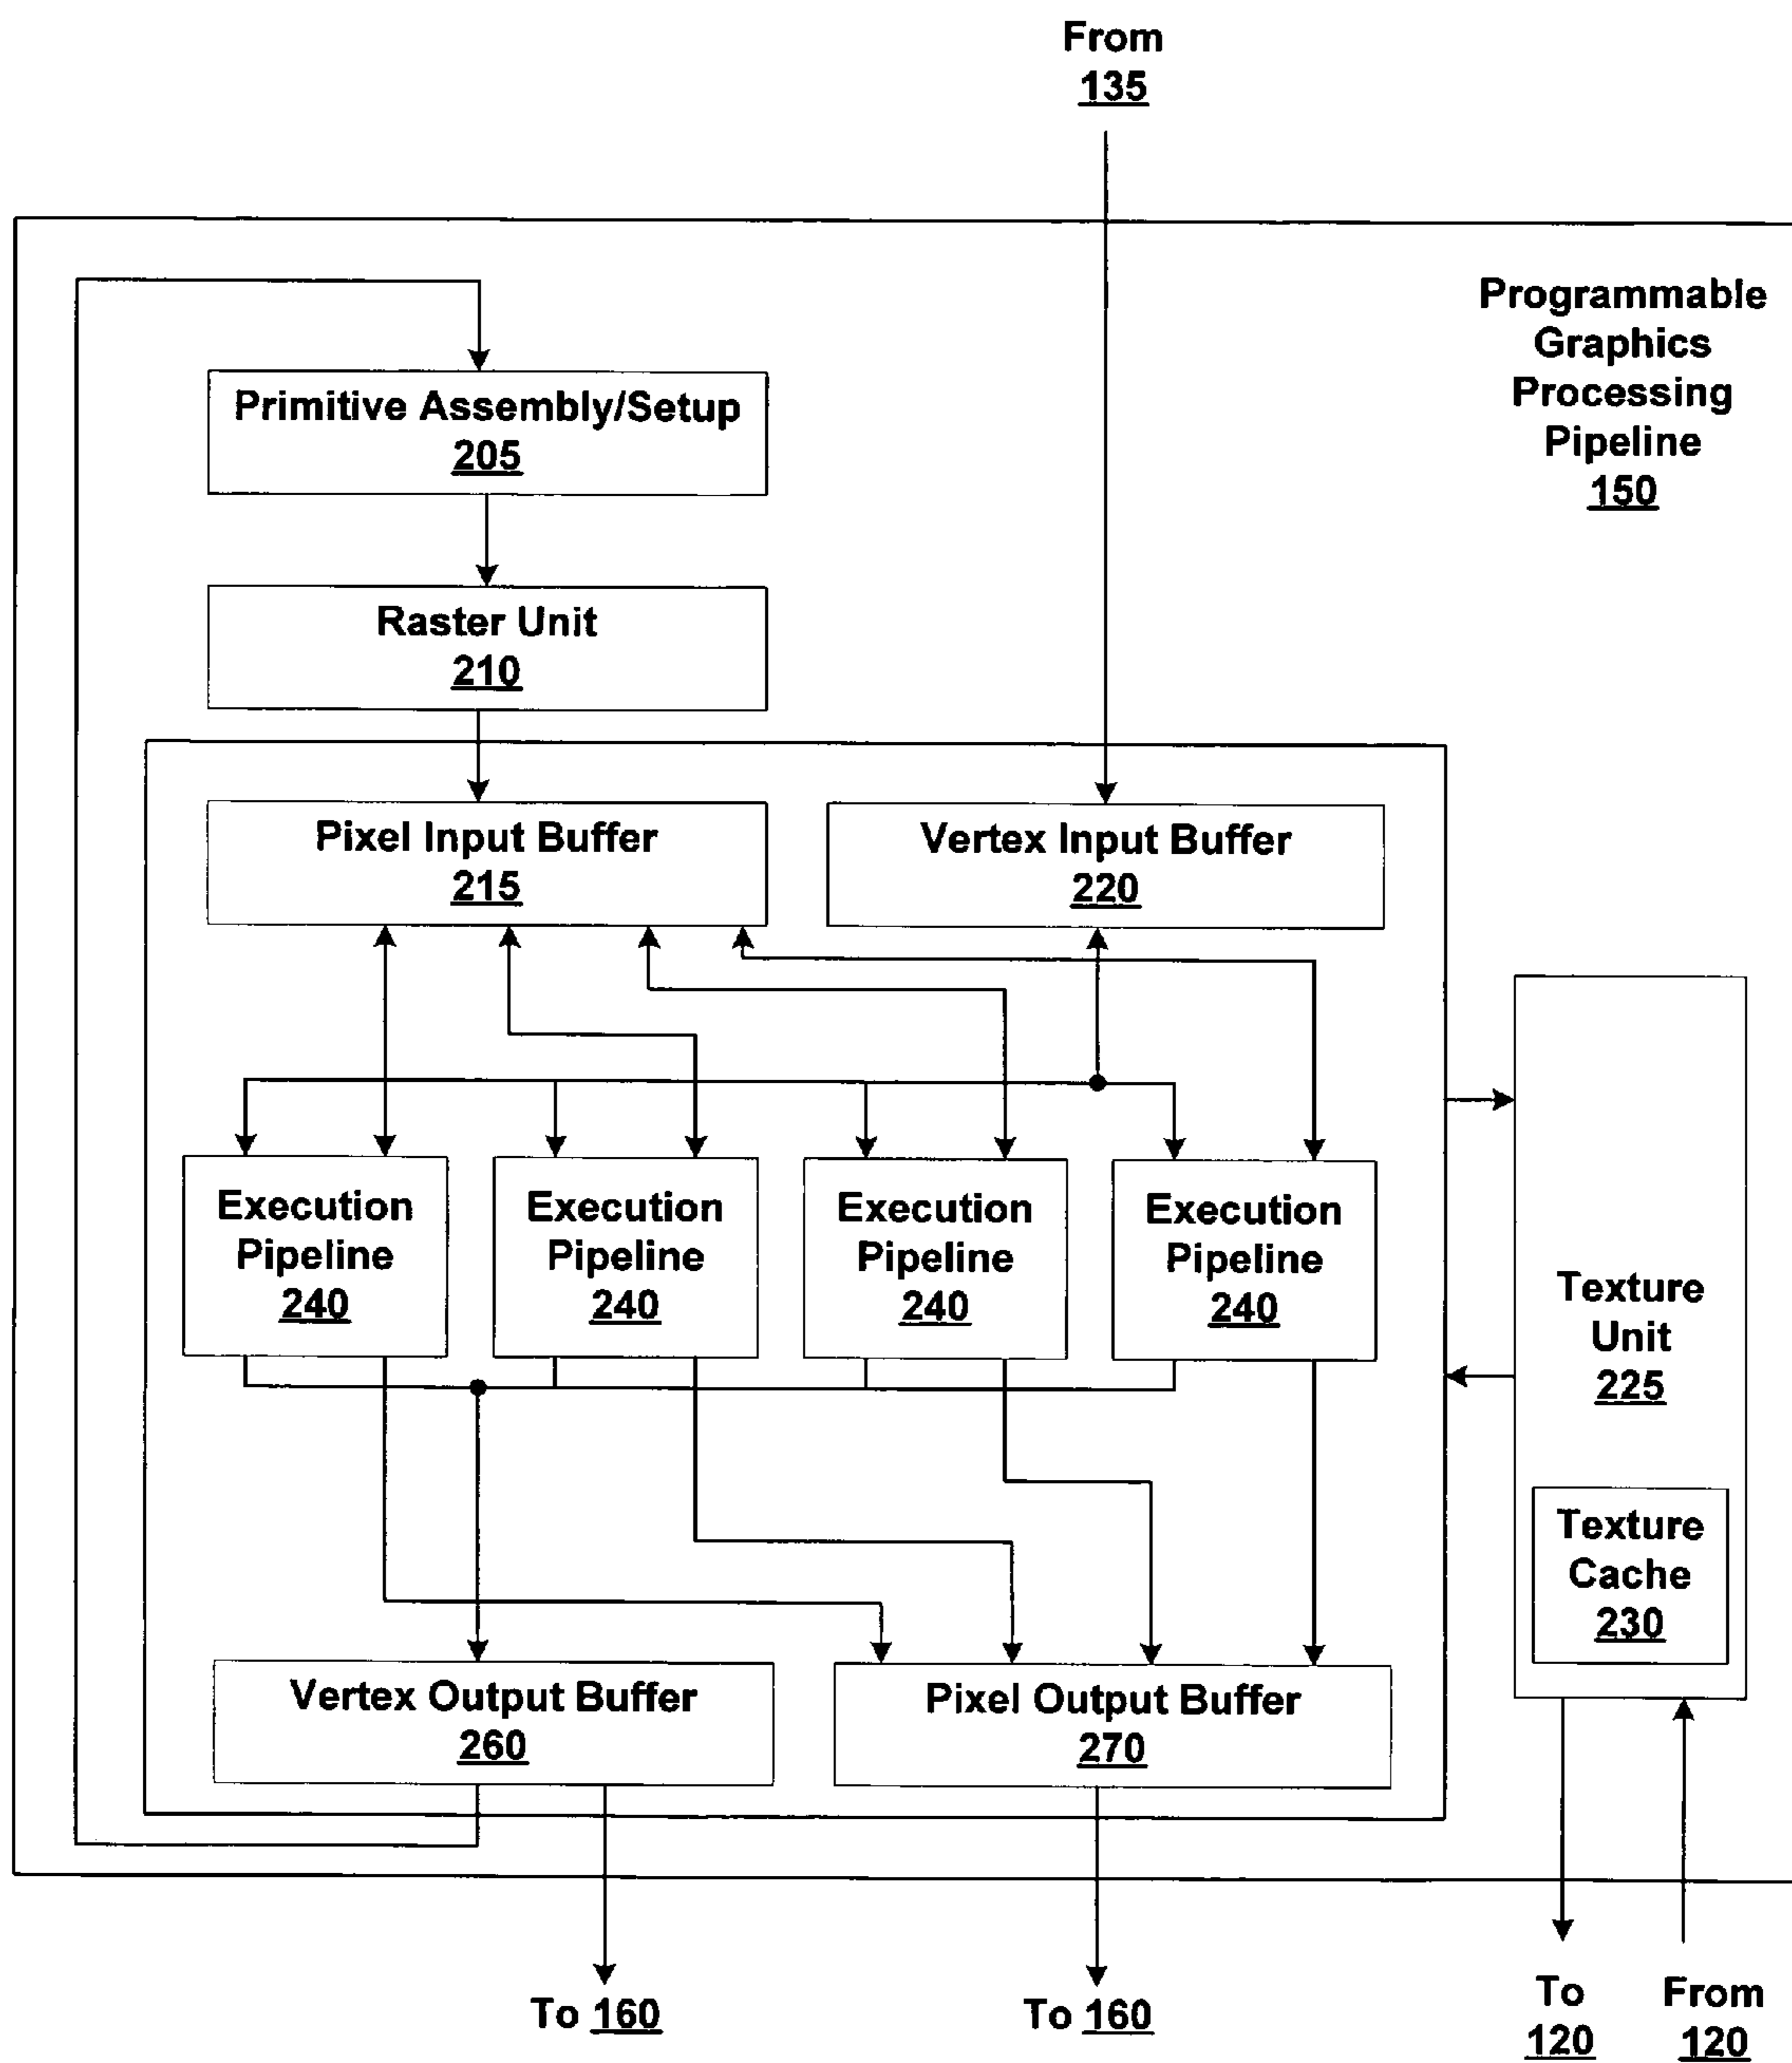 From
135
Programmable
Graphics
Processing
Pipeline
150
Primitive Assembly/Setup
205
Raster Unit
210
Pixel Input Buffer
215
Vertex Input Buffer
220
Execution
Pipeline
240
Execution
Pipeline
240
Execution
Pipeline
240
Execution
Pipeline
240
Texture
Unit
225
Texture
Cache
230
Vertex Output Buffer
260
Pixel Output Buffer
270
To 160
To 160
To
120
From
120